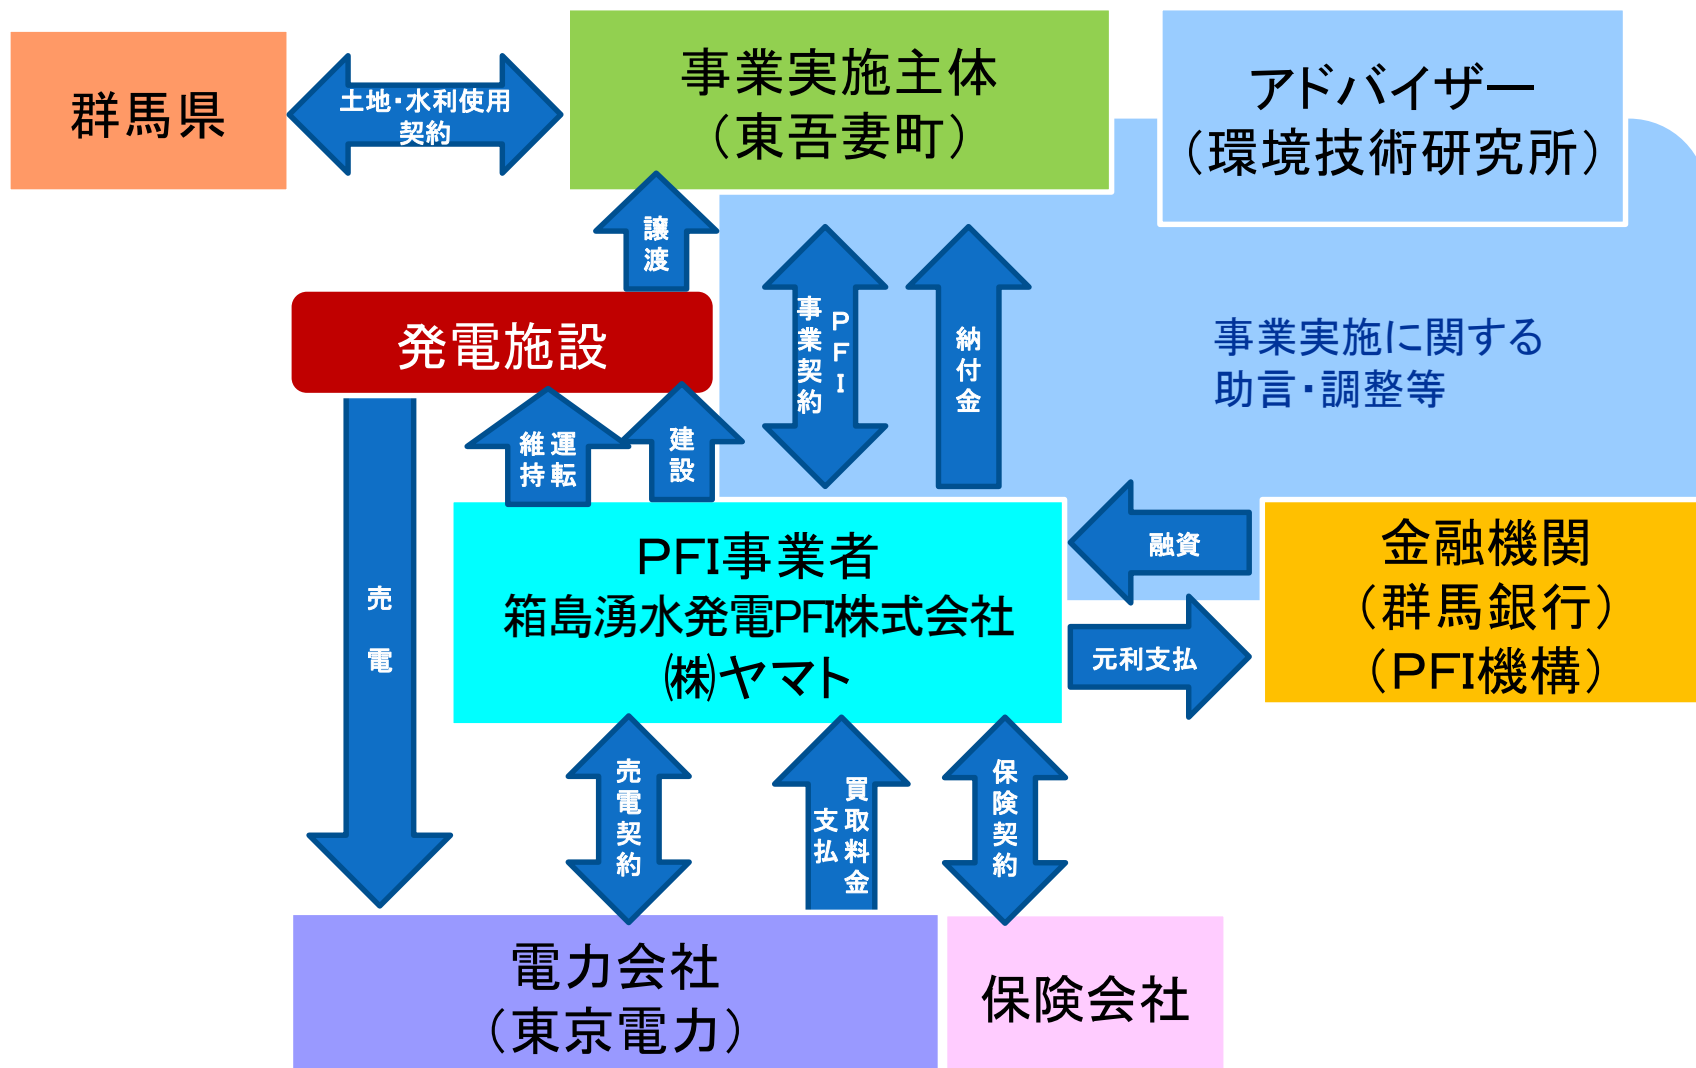 群馬県
土地・水利使用
契約
事業実施主体
（東吾妻町）
アドバイザー
（環境技術研究所）
譲渡
発電施設
PFI
事業契約
納付金
事業実施に関する
助言・調整等
運転
維持
建設
売電
PFI事業者
箱島湧水発電PFI株式会社
㈱ヤマト
融資
元利支払
金融機関
（群馬銀行）
（PFI機構）
売電契約
買取料金
支払
保険契約
電力会社
（東京電力）
保険会社